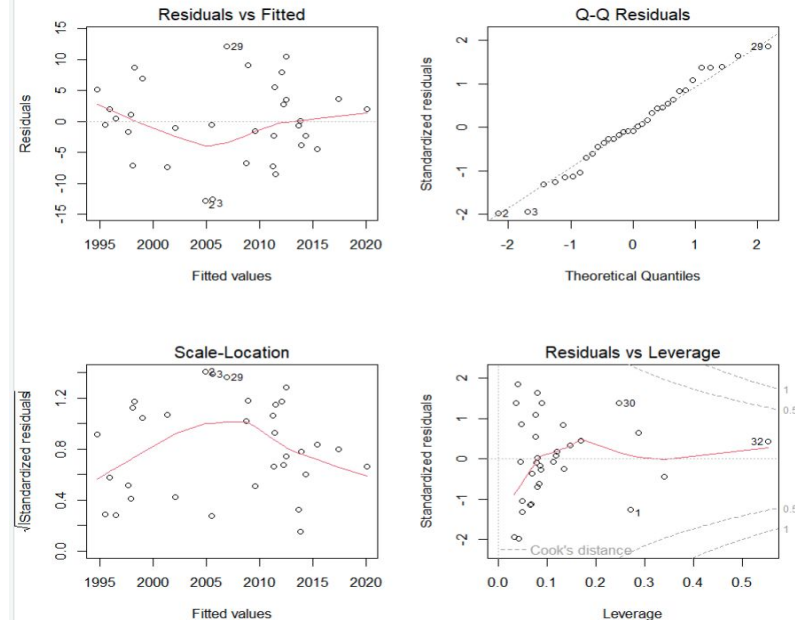 Residuals vs Fitted
Residuals
15
10
5
0
-5
-10
-15
29
2
3
1995 2000 2005 2010 2015 2020
Fitted values
Q-Q Residuals
Standardized residuals
2
1
0
-1
-2
29
2
3
-2 -1 0 1 2
Theoretical Quantiles
Scale-Location
√|Standardized residuals|
1.2
0.8
0.4
0.0
2
3
29
1995 2000 2005 2010 2015 2020
Fitted values
Residuals vs Leverage
Standardized residuals
2
1
0
-1
-2
30
32
1
1
0.5
0.5
1
Cook's distance
0.0 0.1 0.2 0.3 0.4 0.5
Leverage